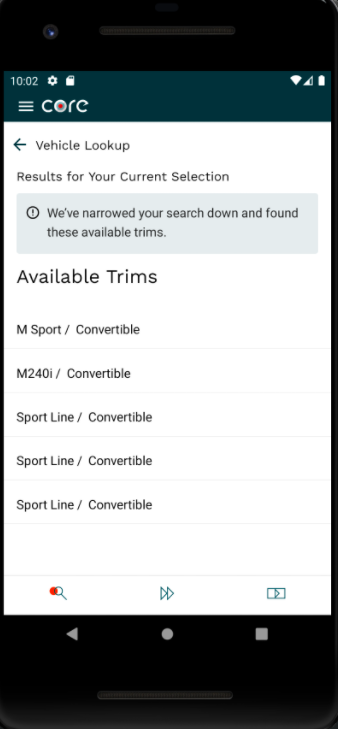 10:02
core
Vehicle Lookup
Results for Your Current Selection
We've narrowed your search down and found
these available trims.
Available Trims
M Sport / Convertible
M240i / Convertible
Sport Line / Convertible
Sport Line / Convertible
Sport Line / Convertible